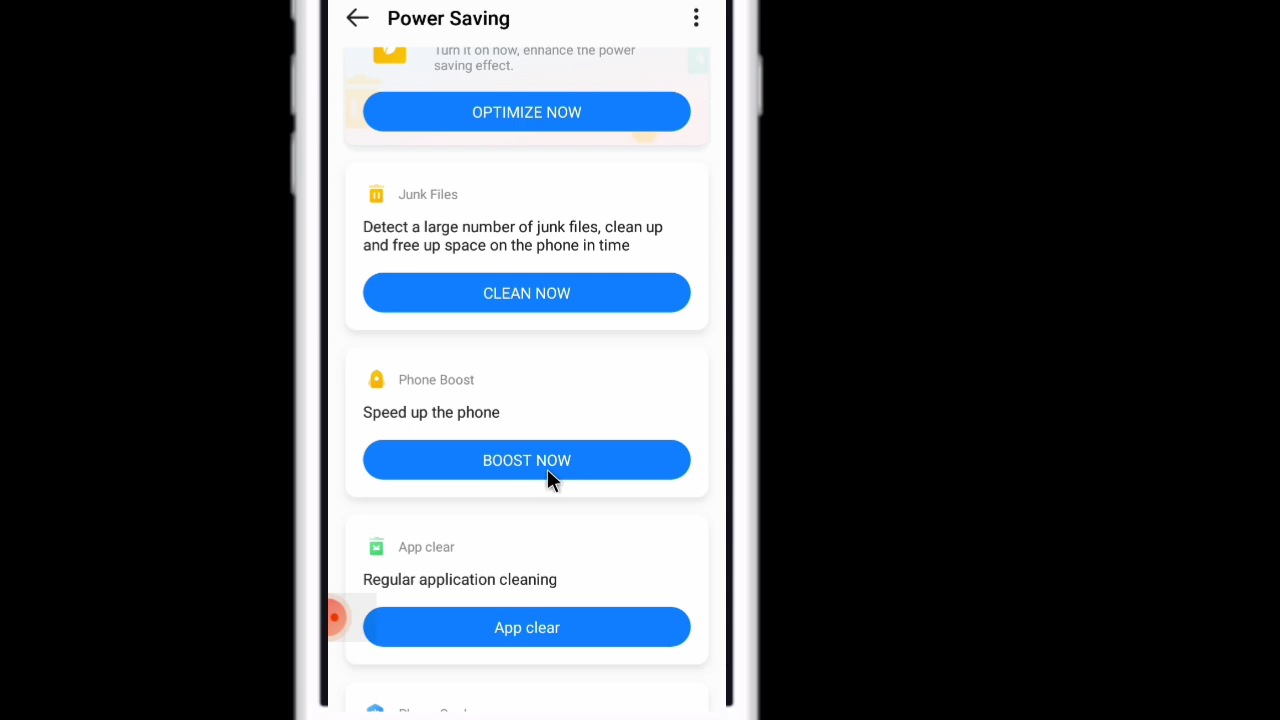 Power Saving
Turn it on now, enhance the power
saving effect.
OPTIMIZE NOW
Junk Files
Detect a large number of junk files, clean up
and free up space on the phone in time
CLEAN NOW
Phone Boost
Speed up the phone
BOOST NOW
App clear
Regular application cleaning
App clear